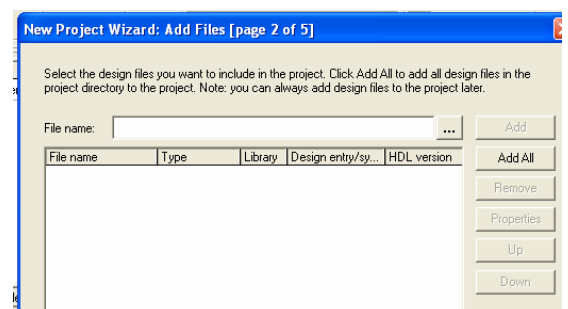 New Project Wizard: Add Files [page 2 of 5]
Select the design files you want to include in the project. Click Add All to add all design files in the
project directory to the project. Note: you can always add design files to the project later.
File name: ... Add
File name Type Library Design entry/sy... HDL version Add All
Remove
Properties
Up
Down